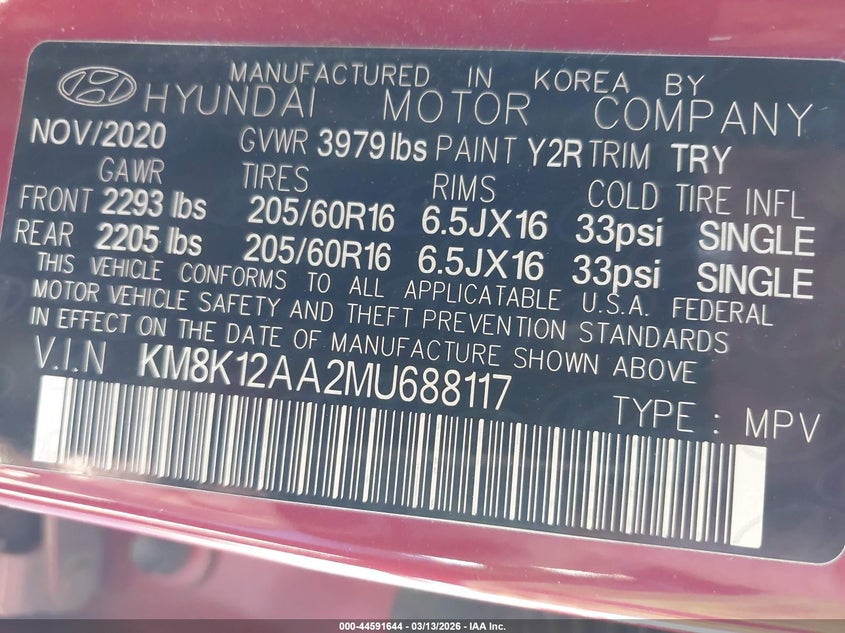 MANUFACTURED IN KOREA BY
HYUNDAI MOTOR COMPANY
NOV/2020 GVWR 3979 lbs PAINT Y2R TRIM TRY
GAWR TIRES RIMS COLD TIRE INFL
FRONT 2293 lbs 205/60R16 6.5JX16 33psi SINGLE
REAR 2205 lbs 205/60R16 6.5JX16 33psi SINGLE
THIS VEHICLE CONFORMS TO ALL APPLICATABLE U.S.A. FEDERAL
MOTOR VEHICLE SAFETY AND THEFT PREVENTION STANDARDS
IN EFFECT ON THE DATE OF MANUFACTURE SHOWN ABOVE
V.I.N KM8K12AA2MU688117
TYPE : MPV
000-44591644 | 03/13/2026 - IAA Inc.